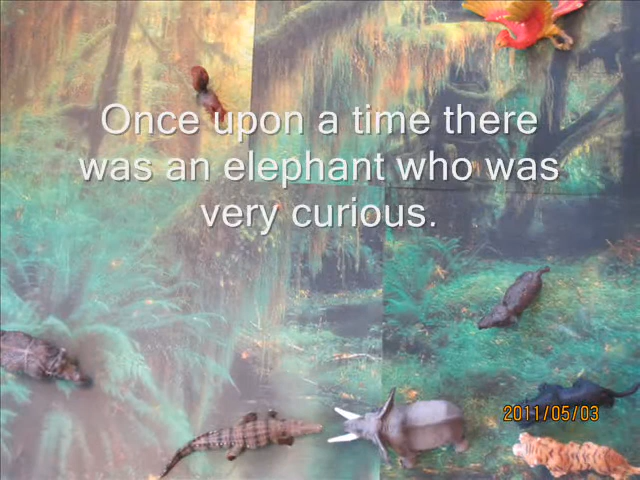 Once upon a time there
was an elephant who was
very curious.
2011/05/03